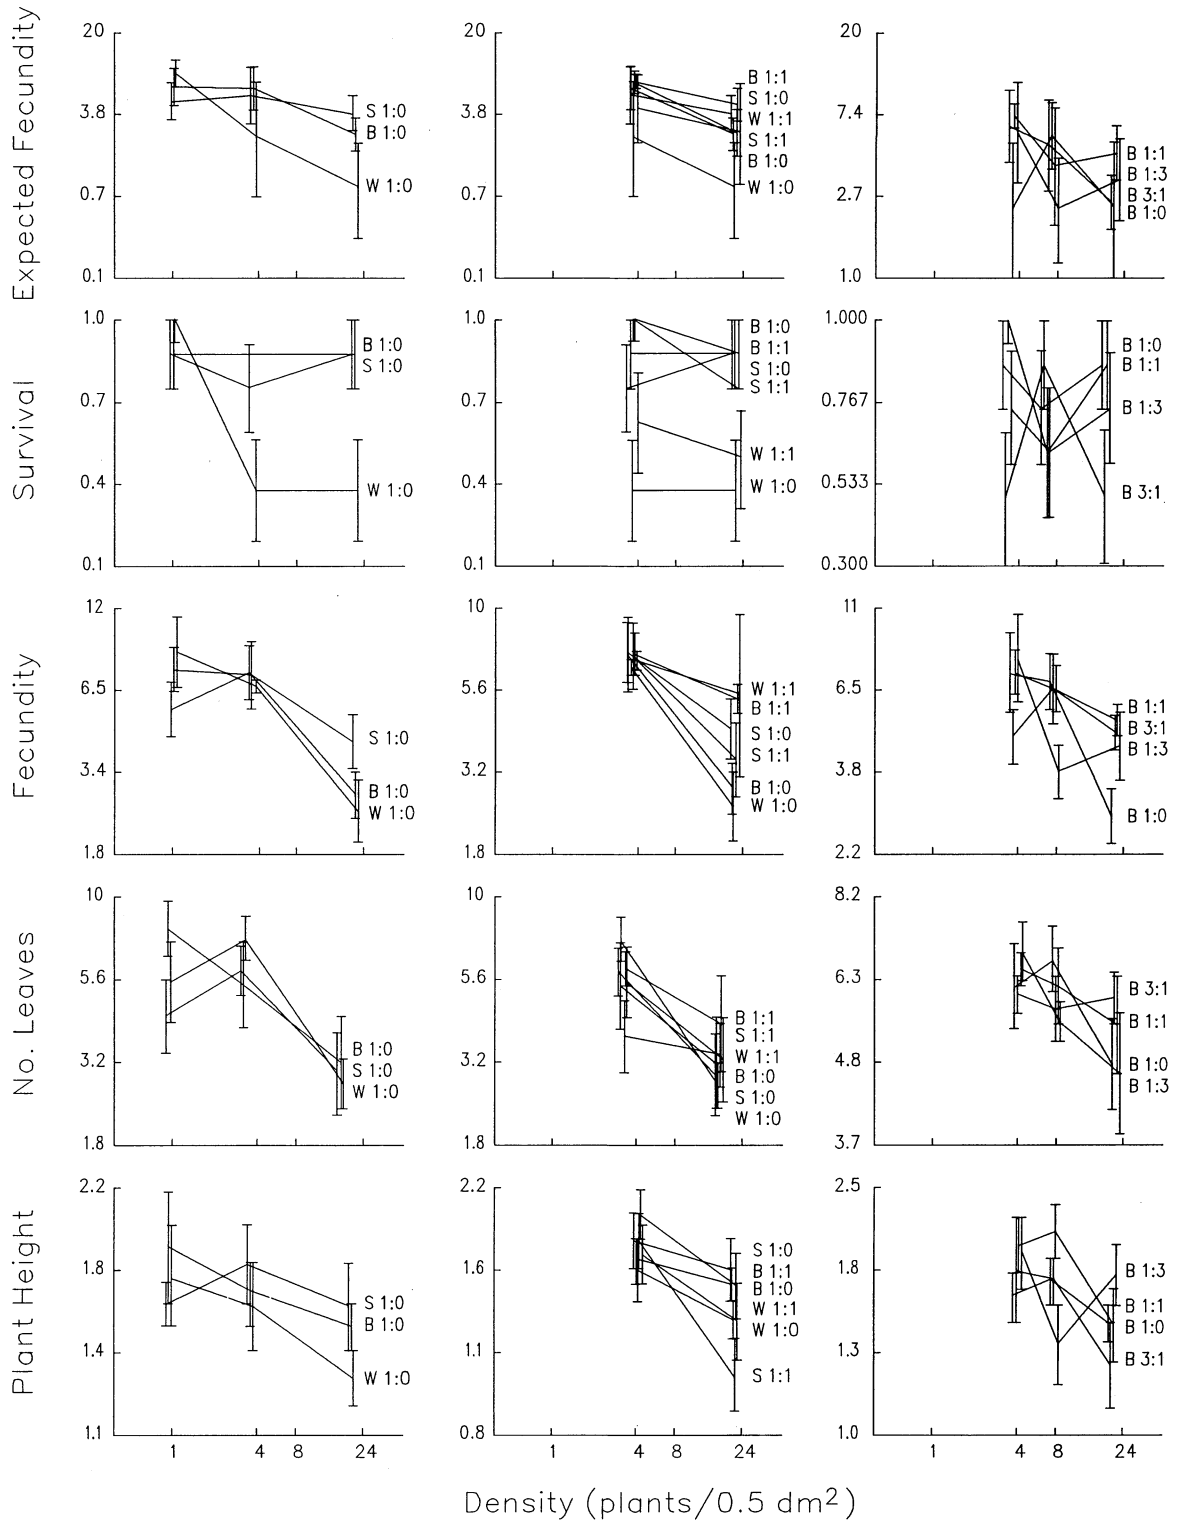 Expected Fecundity
20
3.8
0.7
0.1
S 1:0
B 1:0
W 1:0
B 1:1
S 1:0
W 1:1
S 1:1
B 1:0
W 1:0
20
7.4
2.7
1.0
B 1:1
B 1:3
B 3:1
B 1:0
Survival
1.0
0.7
0.4
0.1
B 1:0
S 1:0
W 1:0
B 1:0
B 1:1
S 1:0
S 1:1
W 1:1
W 1:0
1.000
0.767
0.533
0.300
B 1:0
B 1:1
B 1:3
B 3:1
Fecundity
12
6.5
3.4
1.8
S 1:0
B 1:0
W 1:0
10
5.6
3.2
1.8
W 1:1
B 1:1
S 1:0
S 1:1
B 1:0
W 1:0
11
6.5
3.8
2.2
B 1:1
B 3:1
B 1:3
B 1:0
No. Leaves
10
5.6
3.2
1.8
B 1:0
S 1:0
W 1:0
10
5.6
3.2
1.8
B 1:1
S 1:1
W 1:1
B 1:0
S 1:0
W 1:0
8.2
6.3
4.8
3.7
B 3:1
B 1:1
B 1:0
B 1:3
Plant Height
2.2
1.8
1.4
1.1
S 1:0
B 1:0
W 1:0
2.2
1.6
1.1
0.8
S 1:0
B 1:1
B 1:0
W 1:1
W 1:0
S 1:1
2.5
1.8
1.3
1.0
B 1:3
B 1:1
B 1:0
B 3:1
1 4 8 24
1 4 8 24
1 4 8 24
Density (plants/0.5 dm²)
20
3.8
0.7
0.1
1.0
0.7
0.4
0.1